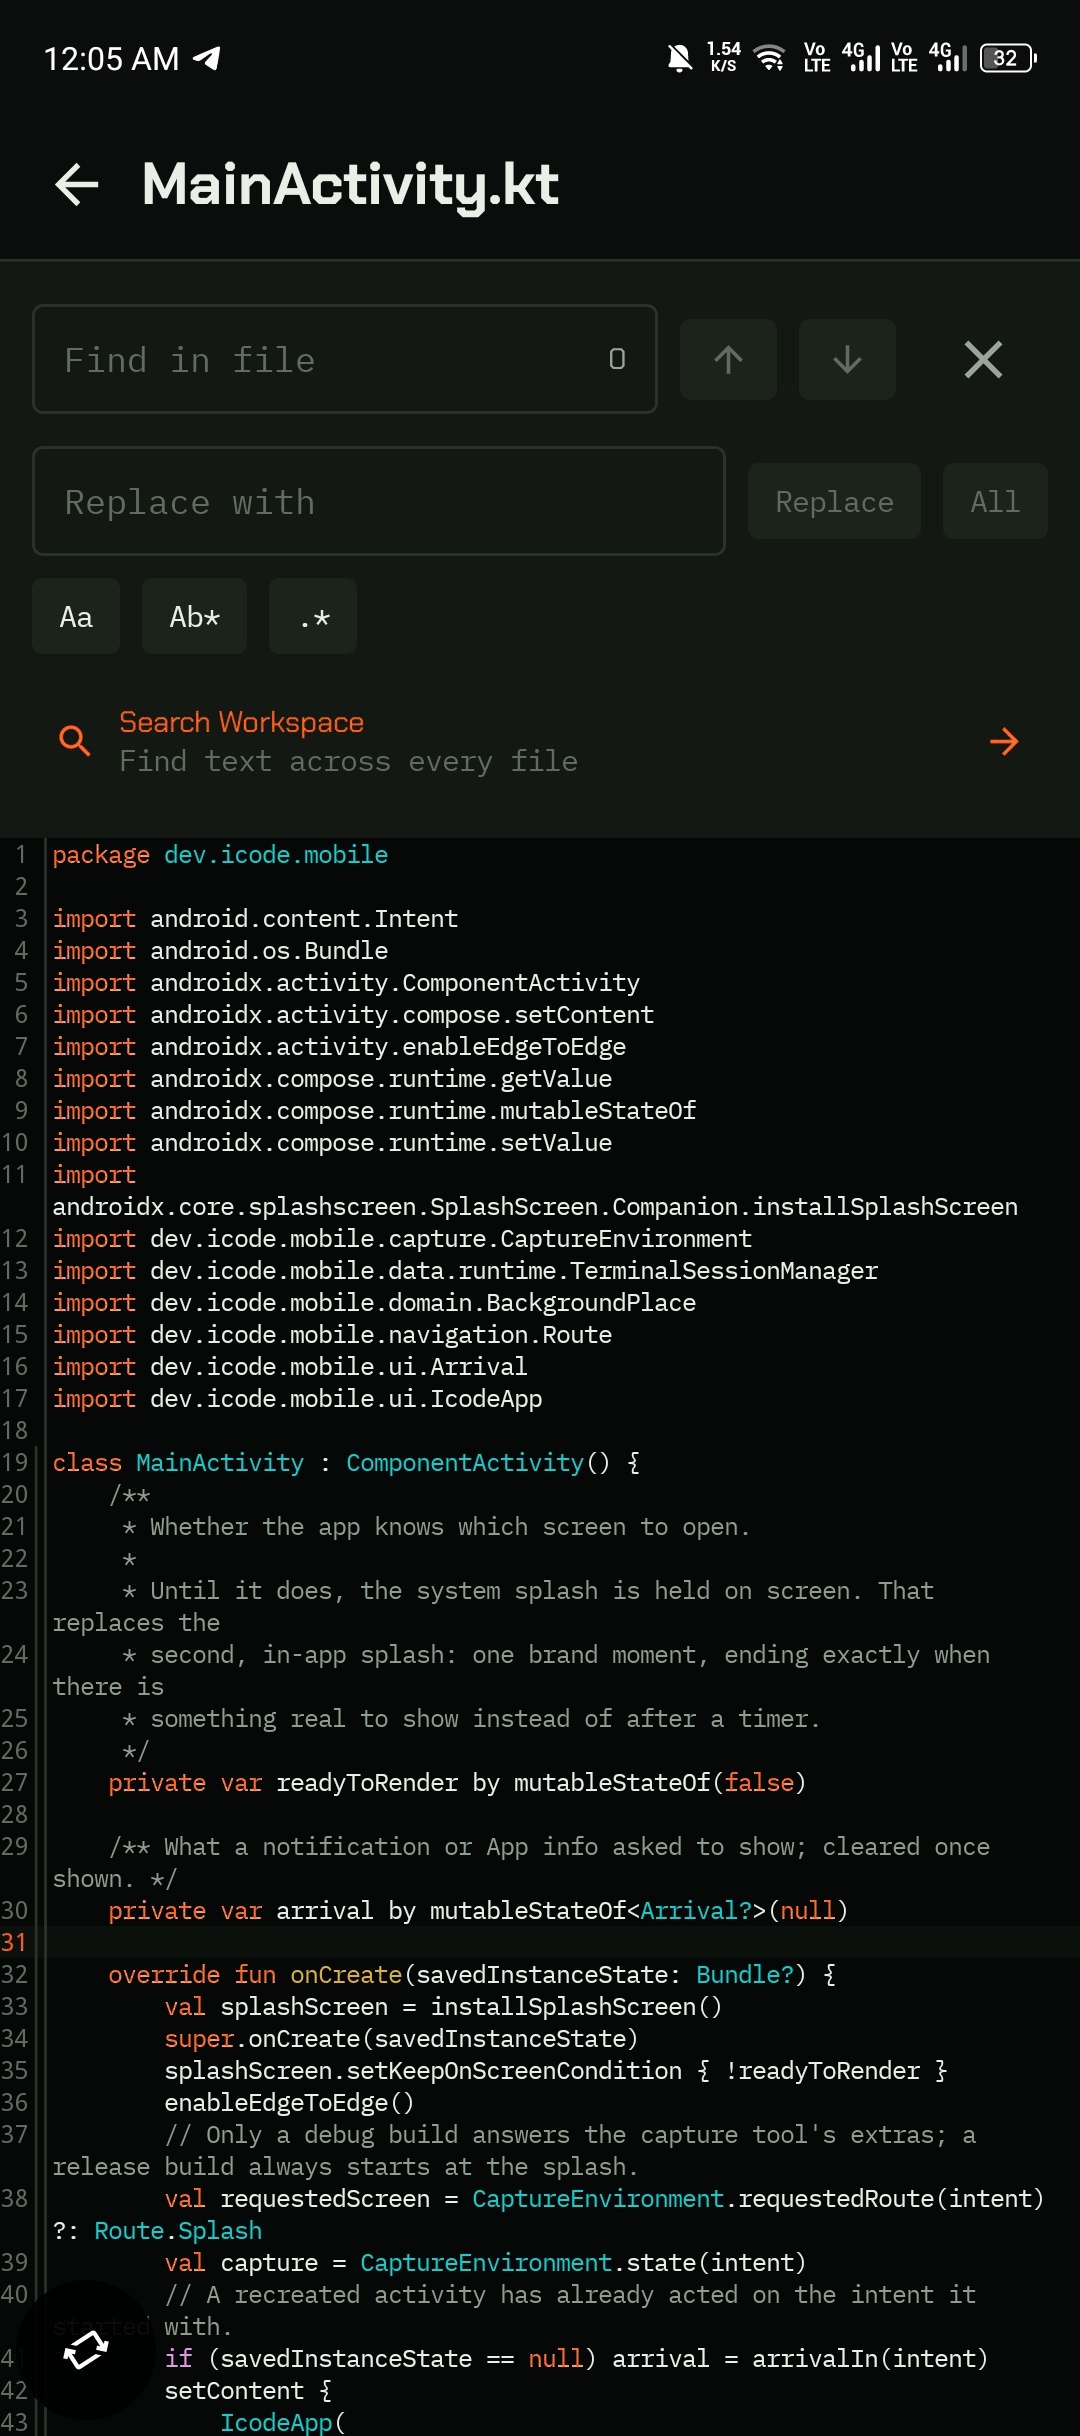 12:05 AM 1.54 K/S Vo LTE 4G Vo LTE 4G 32
MainActivity.kt
Find in file 0
Replace with Replace All
Aa Ab* .*
Search Workspace
Find text across every file
1 package dev.icode.mobile
2
3 import android.content.Intent
4 import android.os.Bundle
5 import androidx.activity.ComponentActivity
6 import androidx.activity.compose.setContent
7 import androidx.activity.enableEdgeToEdge
8 import androidx.compose.runtime.getValue
9 import androidx.compose.runtime.mutableStateOf
10 import androidx.compose.runtime.setValue
11 import
androidx.core.splashscreen.SplashScreen.Companion.installSplashScreen
12 import dev.icode.mobile.capture.CaptureEnvironment
13 import dev.icode.mobile.data.runtime.TerminalSessionManager
14 import dev.icode.mobile.domain.BackgroundPlace
15 import dev.icode.mobile.navigation.Route
16 import dev.icode.mobile.ui.Arrival
17 import dev.icode.mobile.ui.IcodeApp
18
19 class MainActivity : ComponentActivity() {
20     /**
21      * Whether the app knows which screen to open.
22      *
23      * Until it does, the system splash is held on screen. That
replaces the
24      * second, in-app splash: one brand moment, ending exactly when
there is
25      * something real to show instead of after a timer.
26      */
27     private var readyToRender by mutableStateOf(false)
28
29     /** What a notification or App info asked to show; cleared once
shown. */
30     private var arrival by mutableStateOf<Arrival?>(null)
31
32     override fun onCreate(savedInstanceState: Bundle?) {
33         val splashScreen = installSplashScreen()
34         super.onCreate(savedInstanceState)
35         splashScreen.setKeepOnScreenCondition { !readyToRender }
36         enableEdgeToEdge()
37         // Only a debug build answers the capture tool's extras; a
release build always starts at the splash.
38         val requestedScreen = CaptureEnvironment.requestedRoute(intent)
?: Route.Splash
39         val capture = CaptureEnvironment.state(intent)
40         // A recreated activity has already acted on the intent it
started with.
41         if (savedInstanceState == null) arrival = arrivalIn(intent)
42         setContent {
43             IcodeApp(